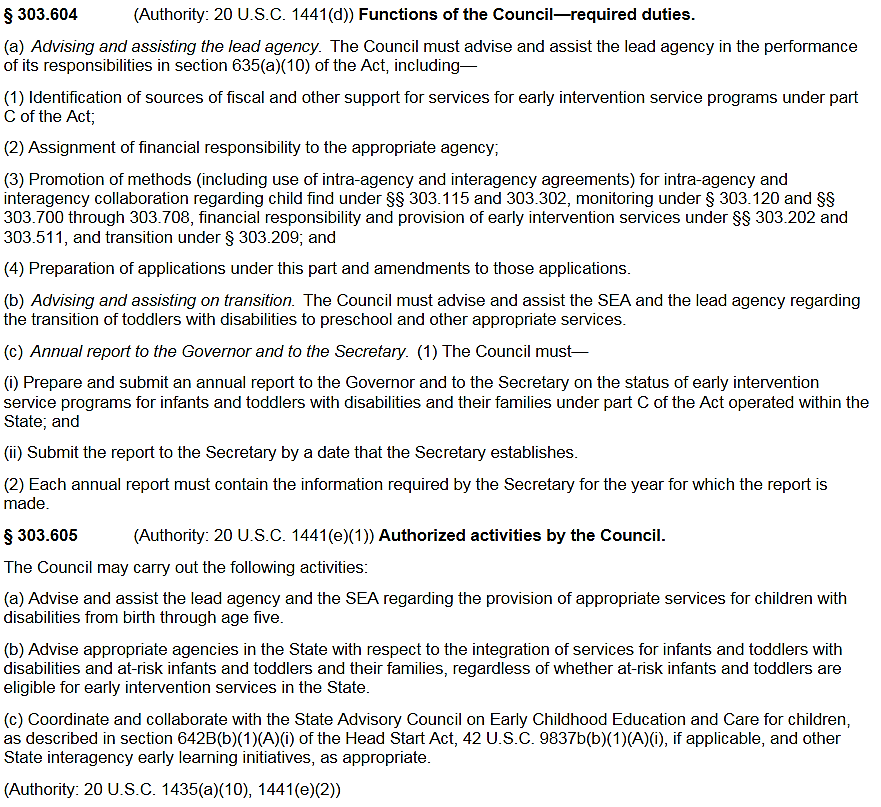 § 303.604 (Authority: 20 U.S.C. 1441(d)) Functions of the Council—required duties.
(a) Advising and assisting the lead agency. The Council must advise and assist the lead agency in the performance
of its responsibilities in section 635(a)(10) of the Act, including—
(1) Identification of sources of fiscal and other support for services for early intervention service programs under part
C of the Act;
(2) Assignment of financial responsibility to the appropriate agency;
(3) Promotion of methods (including use of intra-agency and interagency agreements) for intra-agency and
interagency collaboration regarding child find under §§ 303.115 and 303.302, monitoring under § 303.120 and §§
303.700 through 303.708, financial responsibility and provision of early intervention services under §§ 303.202 and
303.511, and transition under § 303.209; and
(4) Preparation of applications under this part and amendments to those applications.
(b) Advising and assisting on transition. The Council must advise and assist the SEA and the lead agency regarding
the transition of toddlers with disabilities to preschool and other appropriate services.
(c) Annual report to the Governor and to the Secretary. (1) The Council must—
(i) Prepare and submit an annual report to the Governor and to the Secretary on the status of early intervention
service programs for infants and toddlers with disabilities and their families under part C of the Act operated within the
State; and
(ii) Submit the report to the Secretary by a date that the Secretary establishes.
(2) Each annual report must contain the information required by the Secretary for the year for which the report is
made.
§ 303.605 (Authority: 20 U.S.C. 1441(e)(1)) Authorized activities by the Council.
The Council may carry out the following activities:
(a) Advise and assist the lead agency and the SEA regarding the provision of appropriate services for children with
disabilities from birth through age five.
(b) Advise appropriate agencies in the State with respect to the integration of services for infants and toddlers with
disabilities and at-risk infants and toddlers and their families, regardless of whether at-risk infants and toddlers are
eligible for early intervention services in the State.
(c) Coordinate and collaborate with the State Advisory Council on Early Childhood Education and Care for children,
as described in section 642B(b)(1)(A)(i) of the Head Start Act, 42 U.S.C. 9837b(b)(1)(A)(i), if applicable, and other
State interagency early learning initiatives, as appropriate.
(Authority: 20 U.S.C. 1435(a)(10), 1441(e)(2))